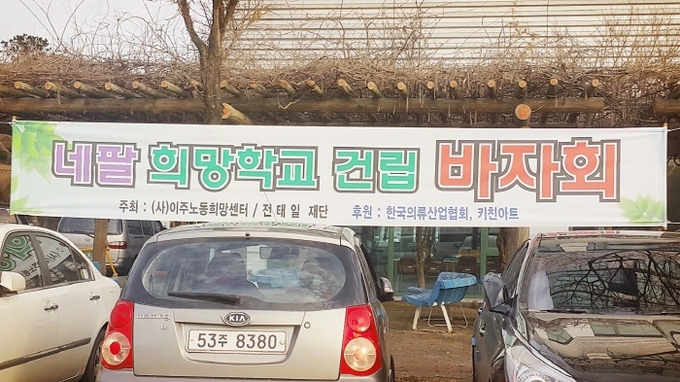 네팔 희망학교 건립 바자회
주최 : (사)이주노동희망센터 / 전태일 재단 후원 : 한국의류산업협회, 키친아트
KIA
53주 8380